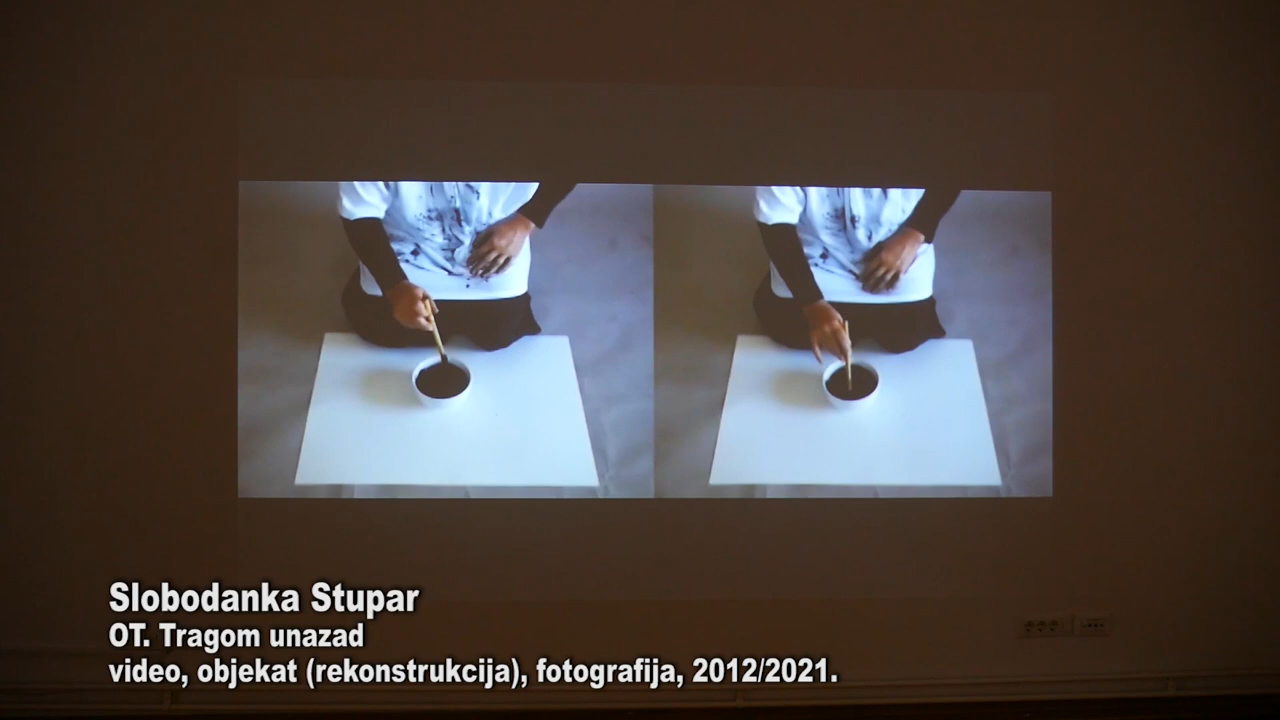 Slobodanka Stupar
OT. Tragom unazad
video, objekat (rekonstrukcija), fotografija, 2012/2021.